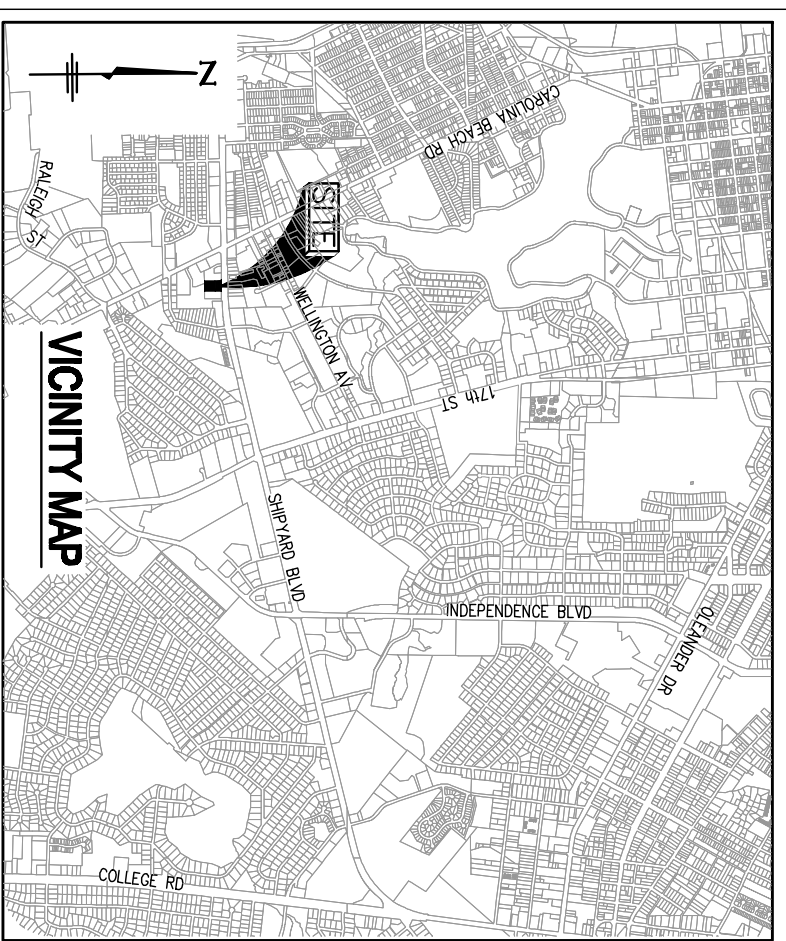 N
CAROLINA BEACH RD
RALEIGH ST
SITE
WELLINGTON AV
17th ST
VICINITY MAP
SHIPYARD BLVD
INDEPENDENCE BLVD
OLEANDER DR
COLLEGE RD